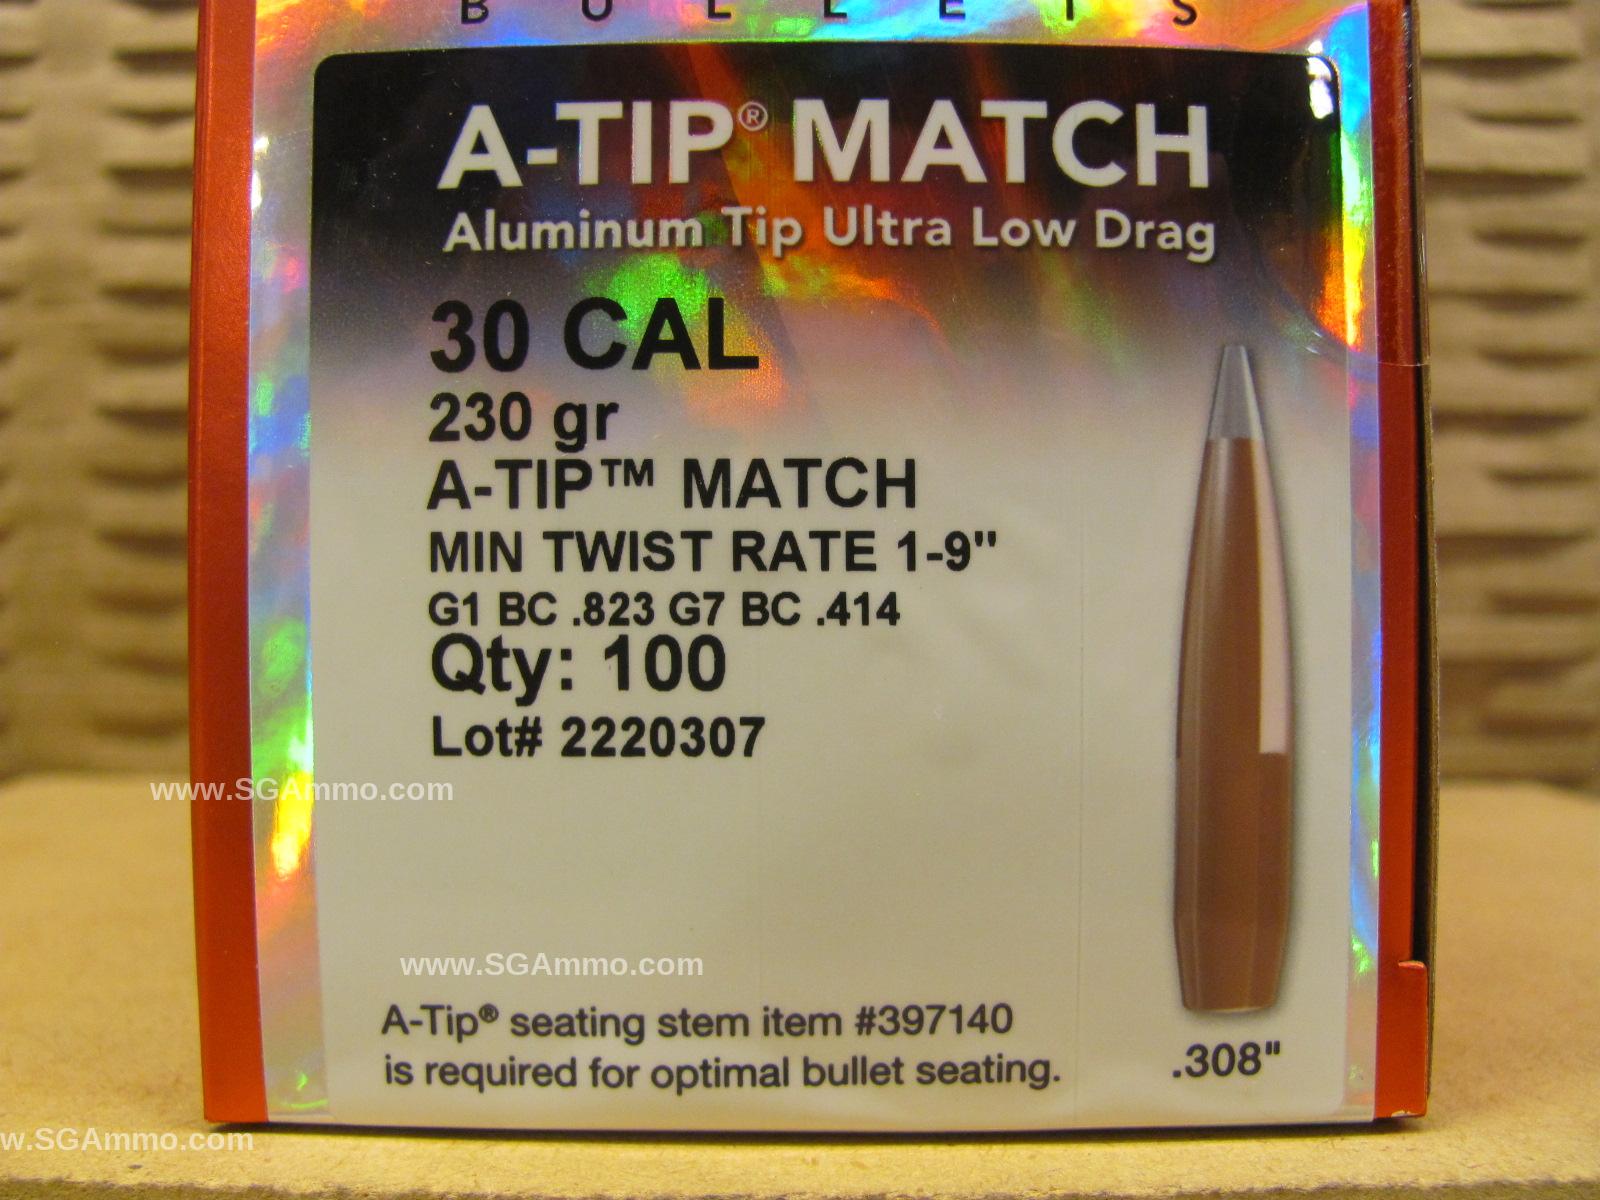 BULLETS
A-TIP® MATCH
Aluminum Tip Ultra Low Drag
30 CAL
230 gr
A-TIP™ MATCH
MIN TWIST RATE 1-9"
G1 BC .823 G7 BC .414
Qty: 100
Lot# 2220307
www.SGAmmo.com
www.SGAmmo.com
A-Tip® seating stem item #397140
is required for optimal bullet seating.
.308"
w.SGAmmo.com